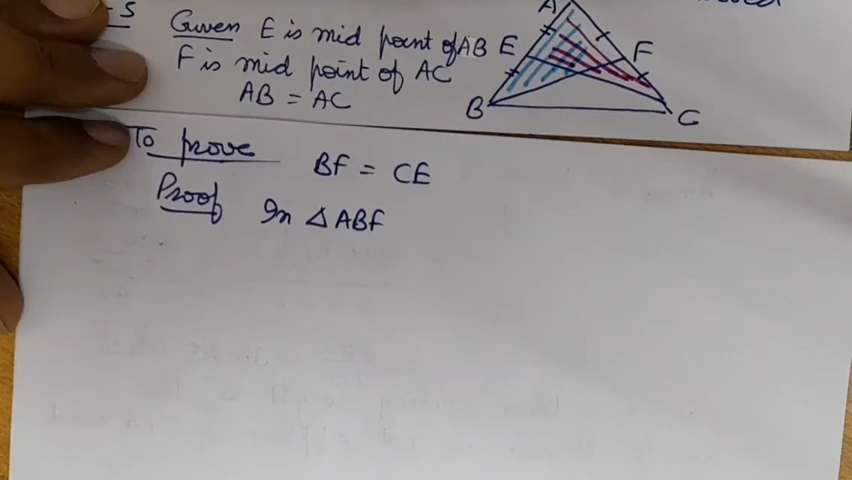 5
Given E is mid point of AB
F is mid point of AC
AB = AC
A
E
F
B
C
To prove BF = CE
Proof In △ ABF